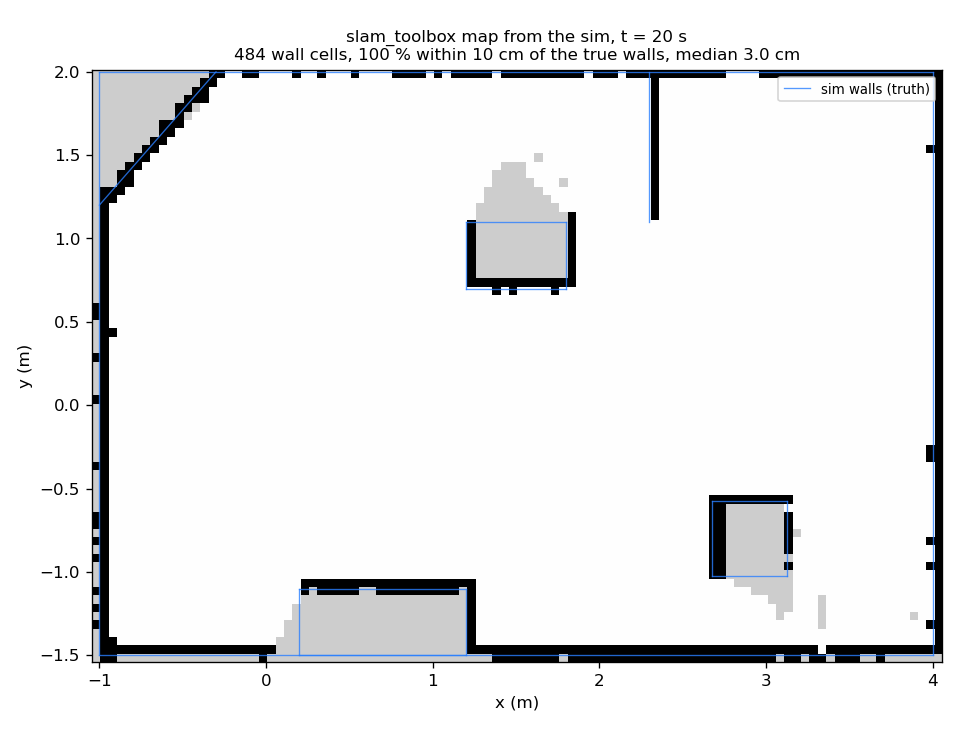 slam_toolbox map from the sim, t = 20 s
484 wall cells, 100 % within 10 cm of the true walls, median 3.0 cm
sim walls (truth)
2.0
1.5
1.0
0.5
0.0
−0.5
−1.0
−1.5
y (m)
−1
0
1
2
3
4
x (m)